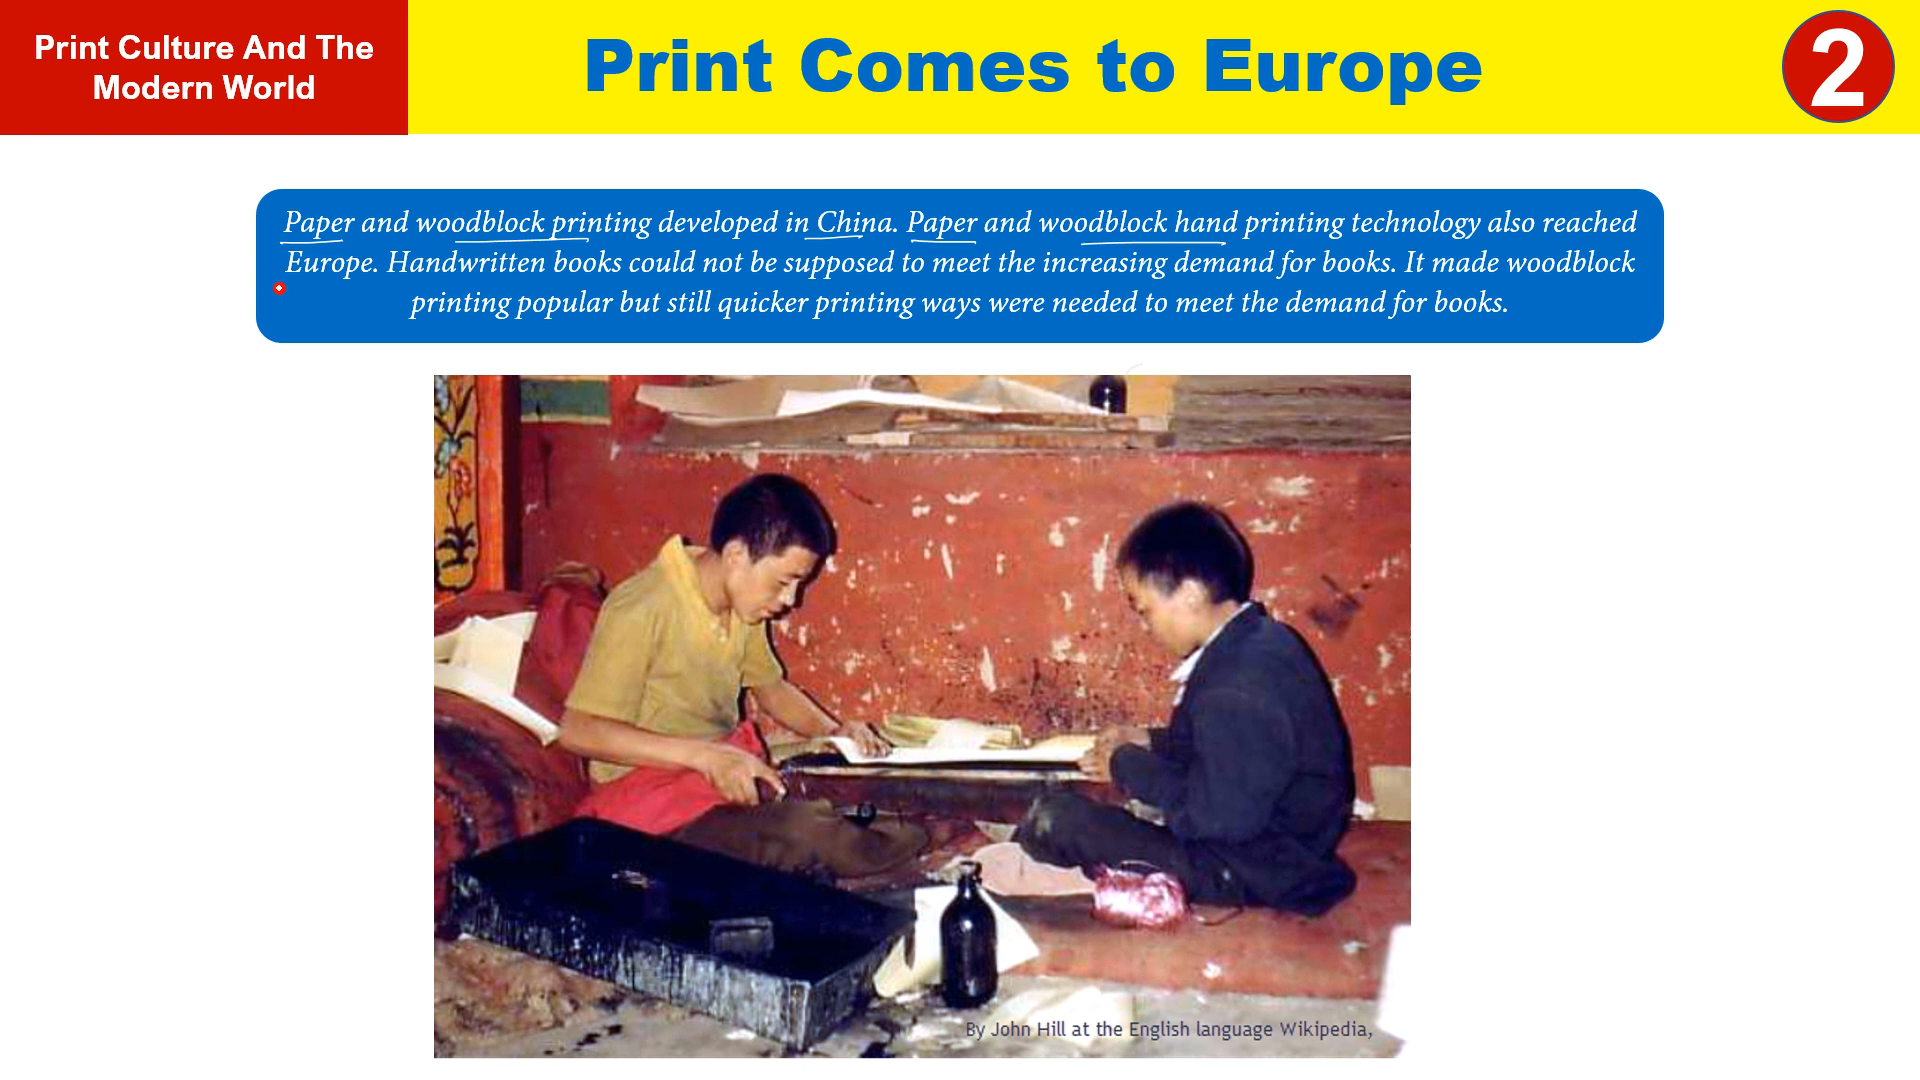 Print Culture And The
Modern World
Print Comes to Europe
2
Paper and woodblock printing developed in China. Paper and woodblock hand printing technology also reached
Europe. Handwritten books could not be supposed to meet the increasing demand for books. It made woodblock
printing popular but still quicker printing ways were needed to meet the demand for books.
By John Hill at the English language Wikipedia,